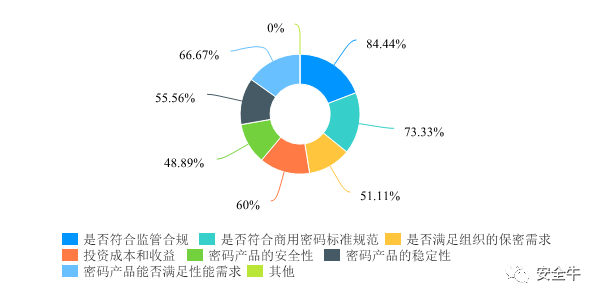 0%
84.44%
66.67%
55.56%
73.33%
48.89%
51.11%
60%
是否符合监管合规 是否符合商用密码标准规范 是否满足组织的保密需求
投资成本和收益 密码产品的安全性 密码产品的稳定性
密码产品能否满足性能需求 其他
安全牛